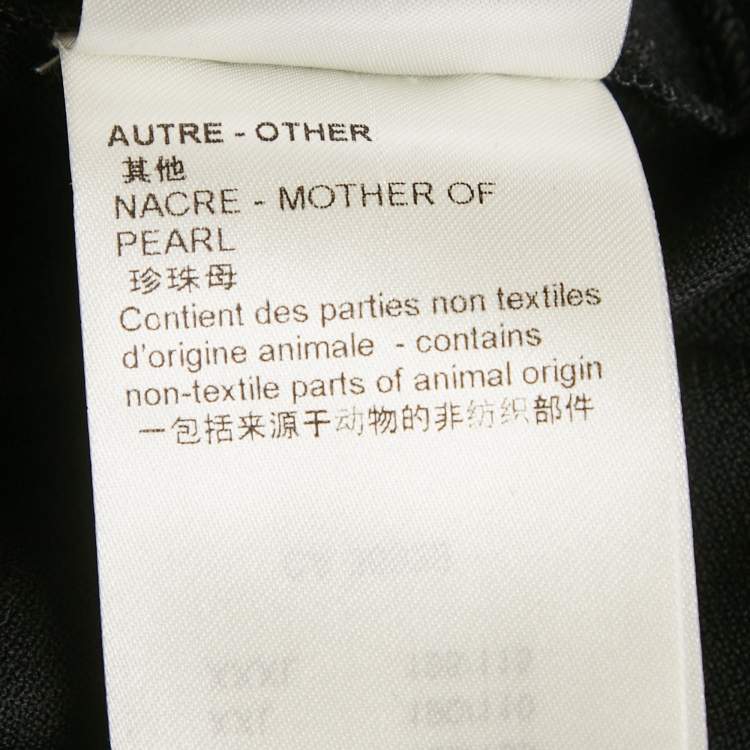 AUTRE - OTHER
其他
NACRE - MOTHER OF
PEARL
珍珠母
Contient des parties non textiles
d'origine animale - contains
non-textile parts of animal origin
一包括来源于动物的非纺织部件